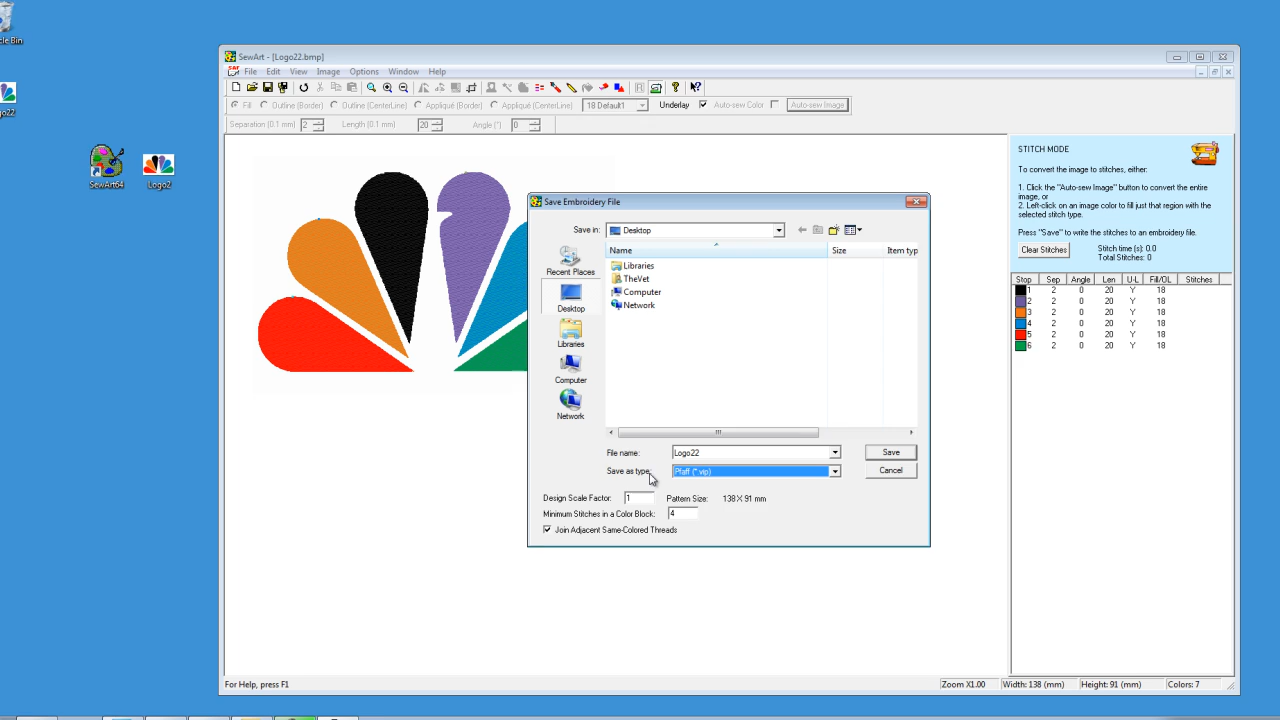 cle Bin
go22
SewArt64
Logo2
SewArt - [Logo22.bmp]
File Edit View Image Options Window Help
Fill Outline (Border) Outline (CenterLine) Appliqué (Border) Appliqué (CenterLine) 18 Default1 Underlay Auto-sew Color Auto-sew Image
Separation (0.1 mm) 2 Length (0.1 mm) 20 Angle (°) 0
Save Embroidery File
Save in: Desktop
Name Size Item typ
Recent Places
Desktop
Libraries
Computer
Network
Libraries
TheVet
Computer
Network
File name: Logo22 Save
Save as type: Pfaff (*.vip) Cancel
Design Scale Factor: 1 Pattern Size: 138 X 91 mm
Minimum Stitches in a Color Block: 4
Join Adjacent Same-Colored Threads
STITCH MODE
To convert the image to stitches, either:
1. Click the "Auto-sew Image" button to convert the entire
image, or
2. Left-click on an image color to fill just that region with the
selected stitch type.
Press "Save" to write the stitches to an embroidery file.
Clear Stitches
Stitch time (s): 0.0
Total Stitches: 0
Stop Sep Angle Len U-L Fill/OL Stitches
1 2 0 20 Y 18
2 2 0 20 Y 18
3 2 0 20 Y 18
4 2 0 20 Y 18
5 2 0 20 Y 18
6 2 0 20 Y 18
For Help, press F1 Zoom X1.00 Width: 138 (mm) Height: 91 (mm) Colors: 7